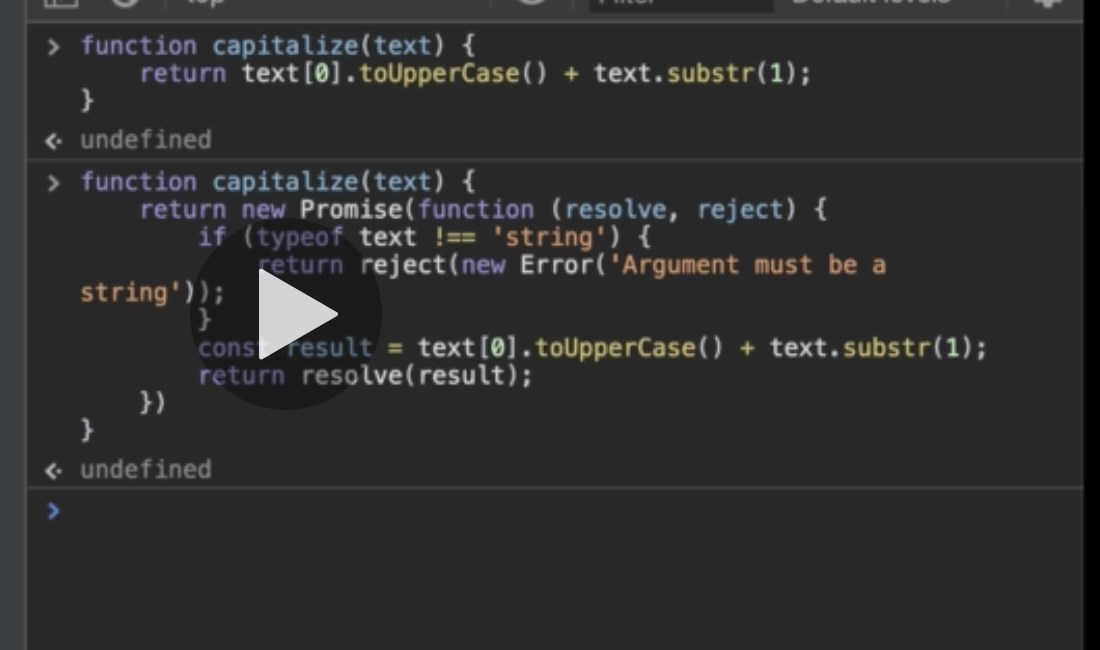 top Filter Default levels
> function capitalize(text) {
return text[0].toUpperCase() + text.substr(1);
}
undefined
> function capitalize(text) {
return new Promise(function (resolve, reject) {
if (typeof text !== 'string') {
return reject(new Error('Argument must be a
string'));
}
const result = text[0].toUpperCase() + text.substr(1);
return resolve(result);
})
}
undefined
>